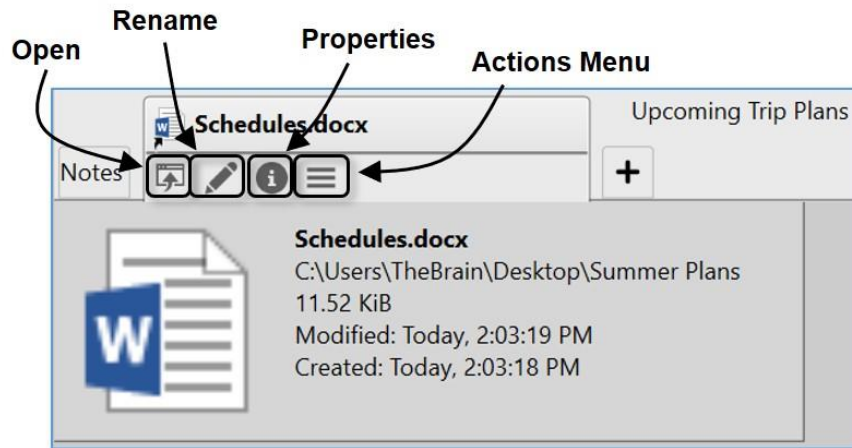 Rename
Open
Properties
Actions Menu
Schedules.docx
Upcoming Trip Plans
Notes
Schedules.docx
C:\Users\TheBrain\Desktop\Summer Plans
11.52 KiB
Modified: Today, 2:03:19 PM
Created: Today, 2:03:18 PM
W